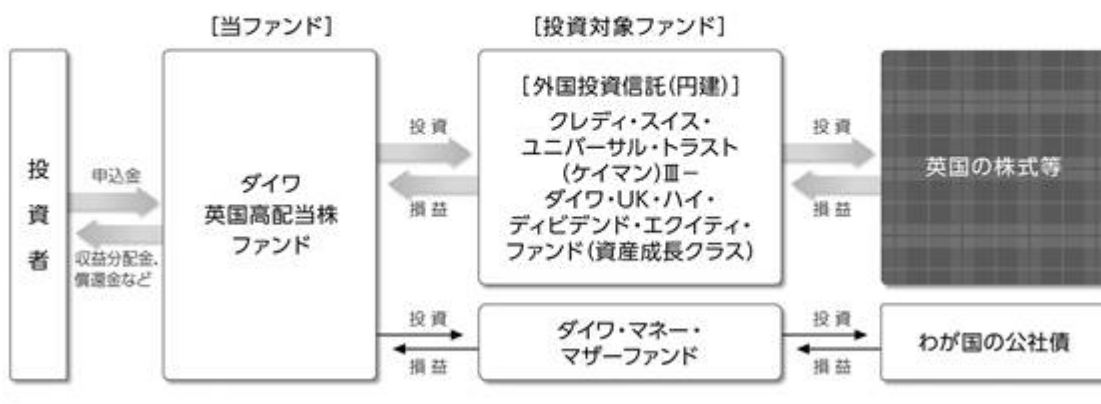 [当ファンド]
[投資対象ファンド]
投資者
申込金
収益分配金、
償還金など
ダイワ
英国高配当株
ファンド
投資
損益
[外国投資信託(円建)]
クレディ・スイス・
ユニバーサル・トラスト
(ケイマン)Ⅲ−
ダイワ・UK・ハイ・
ディビデンド・エクイティ・
ファンド(資産成長クラス)
投資
損益
英国の株式等
投資
損益
ダイワ・マネー・
マザーファンド
投資
損益
わが国の公社債